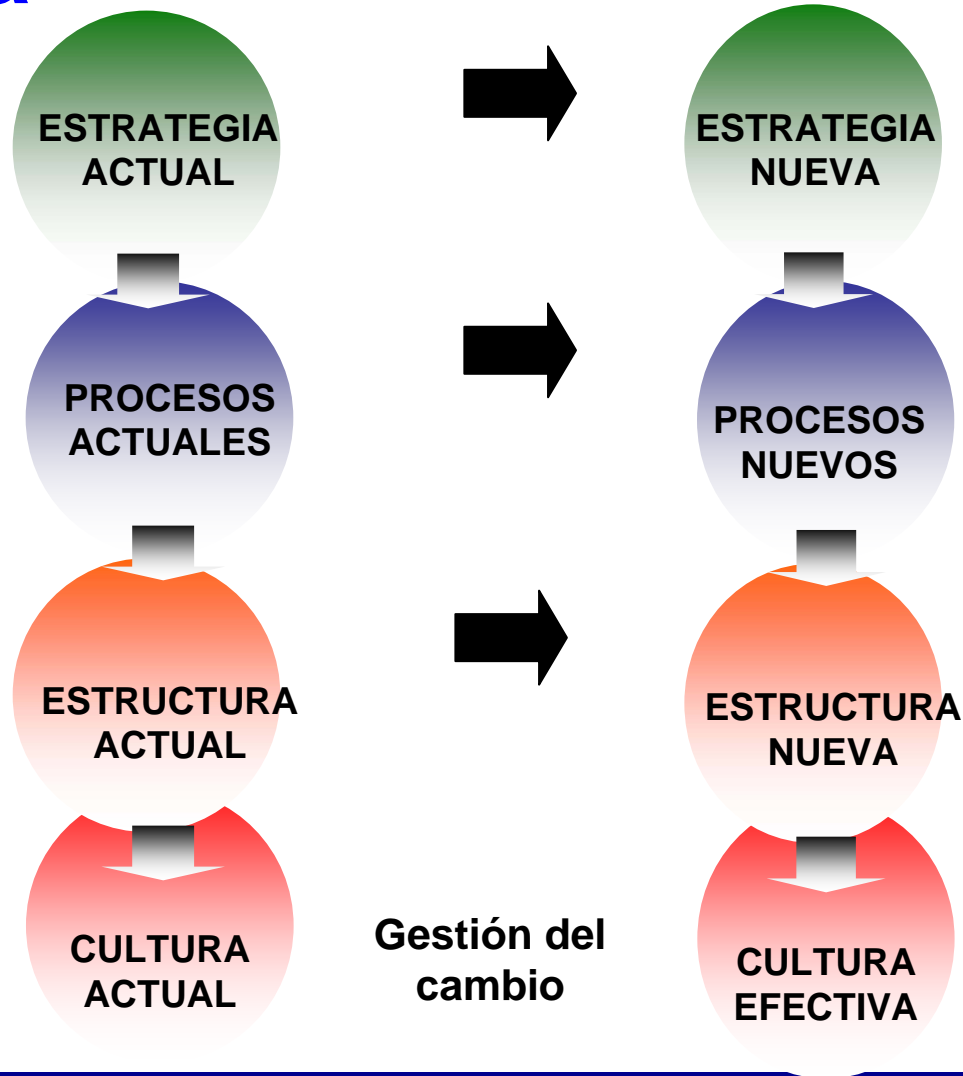 ESTRATEGIA
ACTUAL
ESTRATEGIA
NUEVA
PROCESOS
ACTUALES
PROCESOS
NUEVOS
ESTRUCTURA
ACTUAL
ESTRUCTURA
NUEVA
CULTURA
ACTUAL
Gestión del
cambio
CULTURA
EFECTIVA